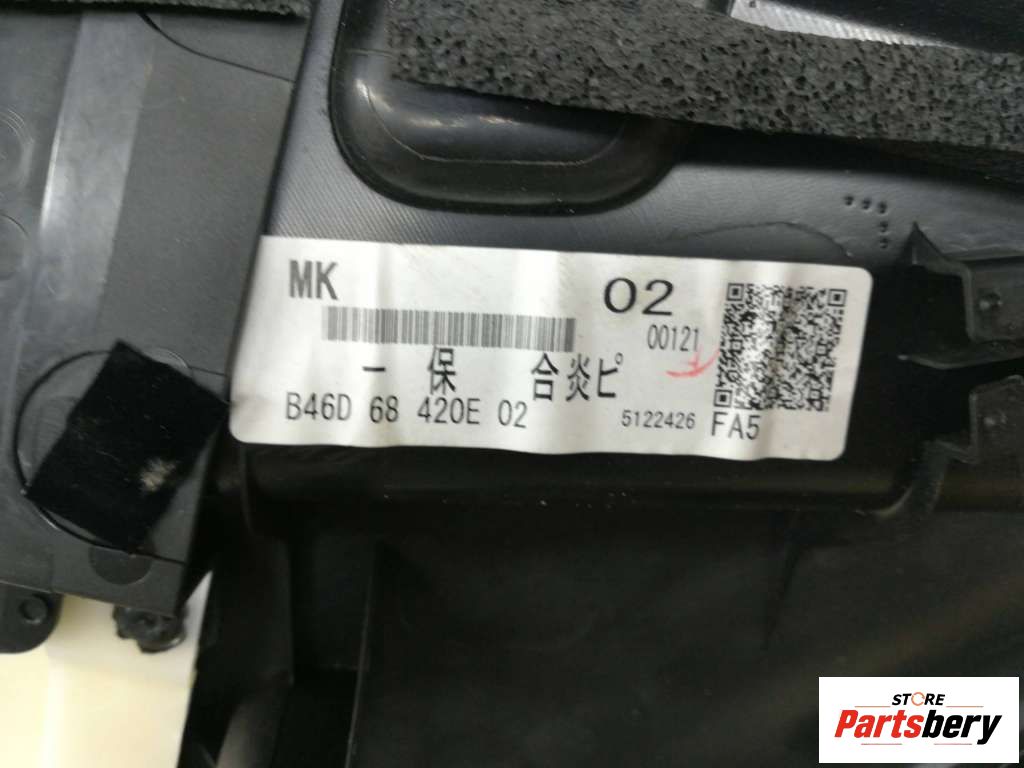 MK 02
00121
一 保 合炎ピ
B46D 68 420E 02 5122426 FA5
STORE
Partsbery